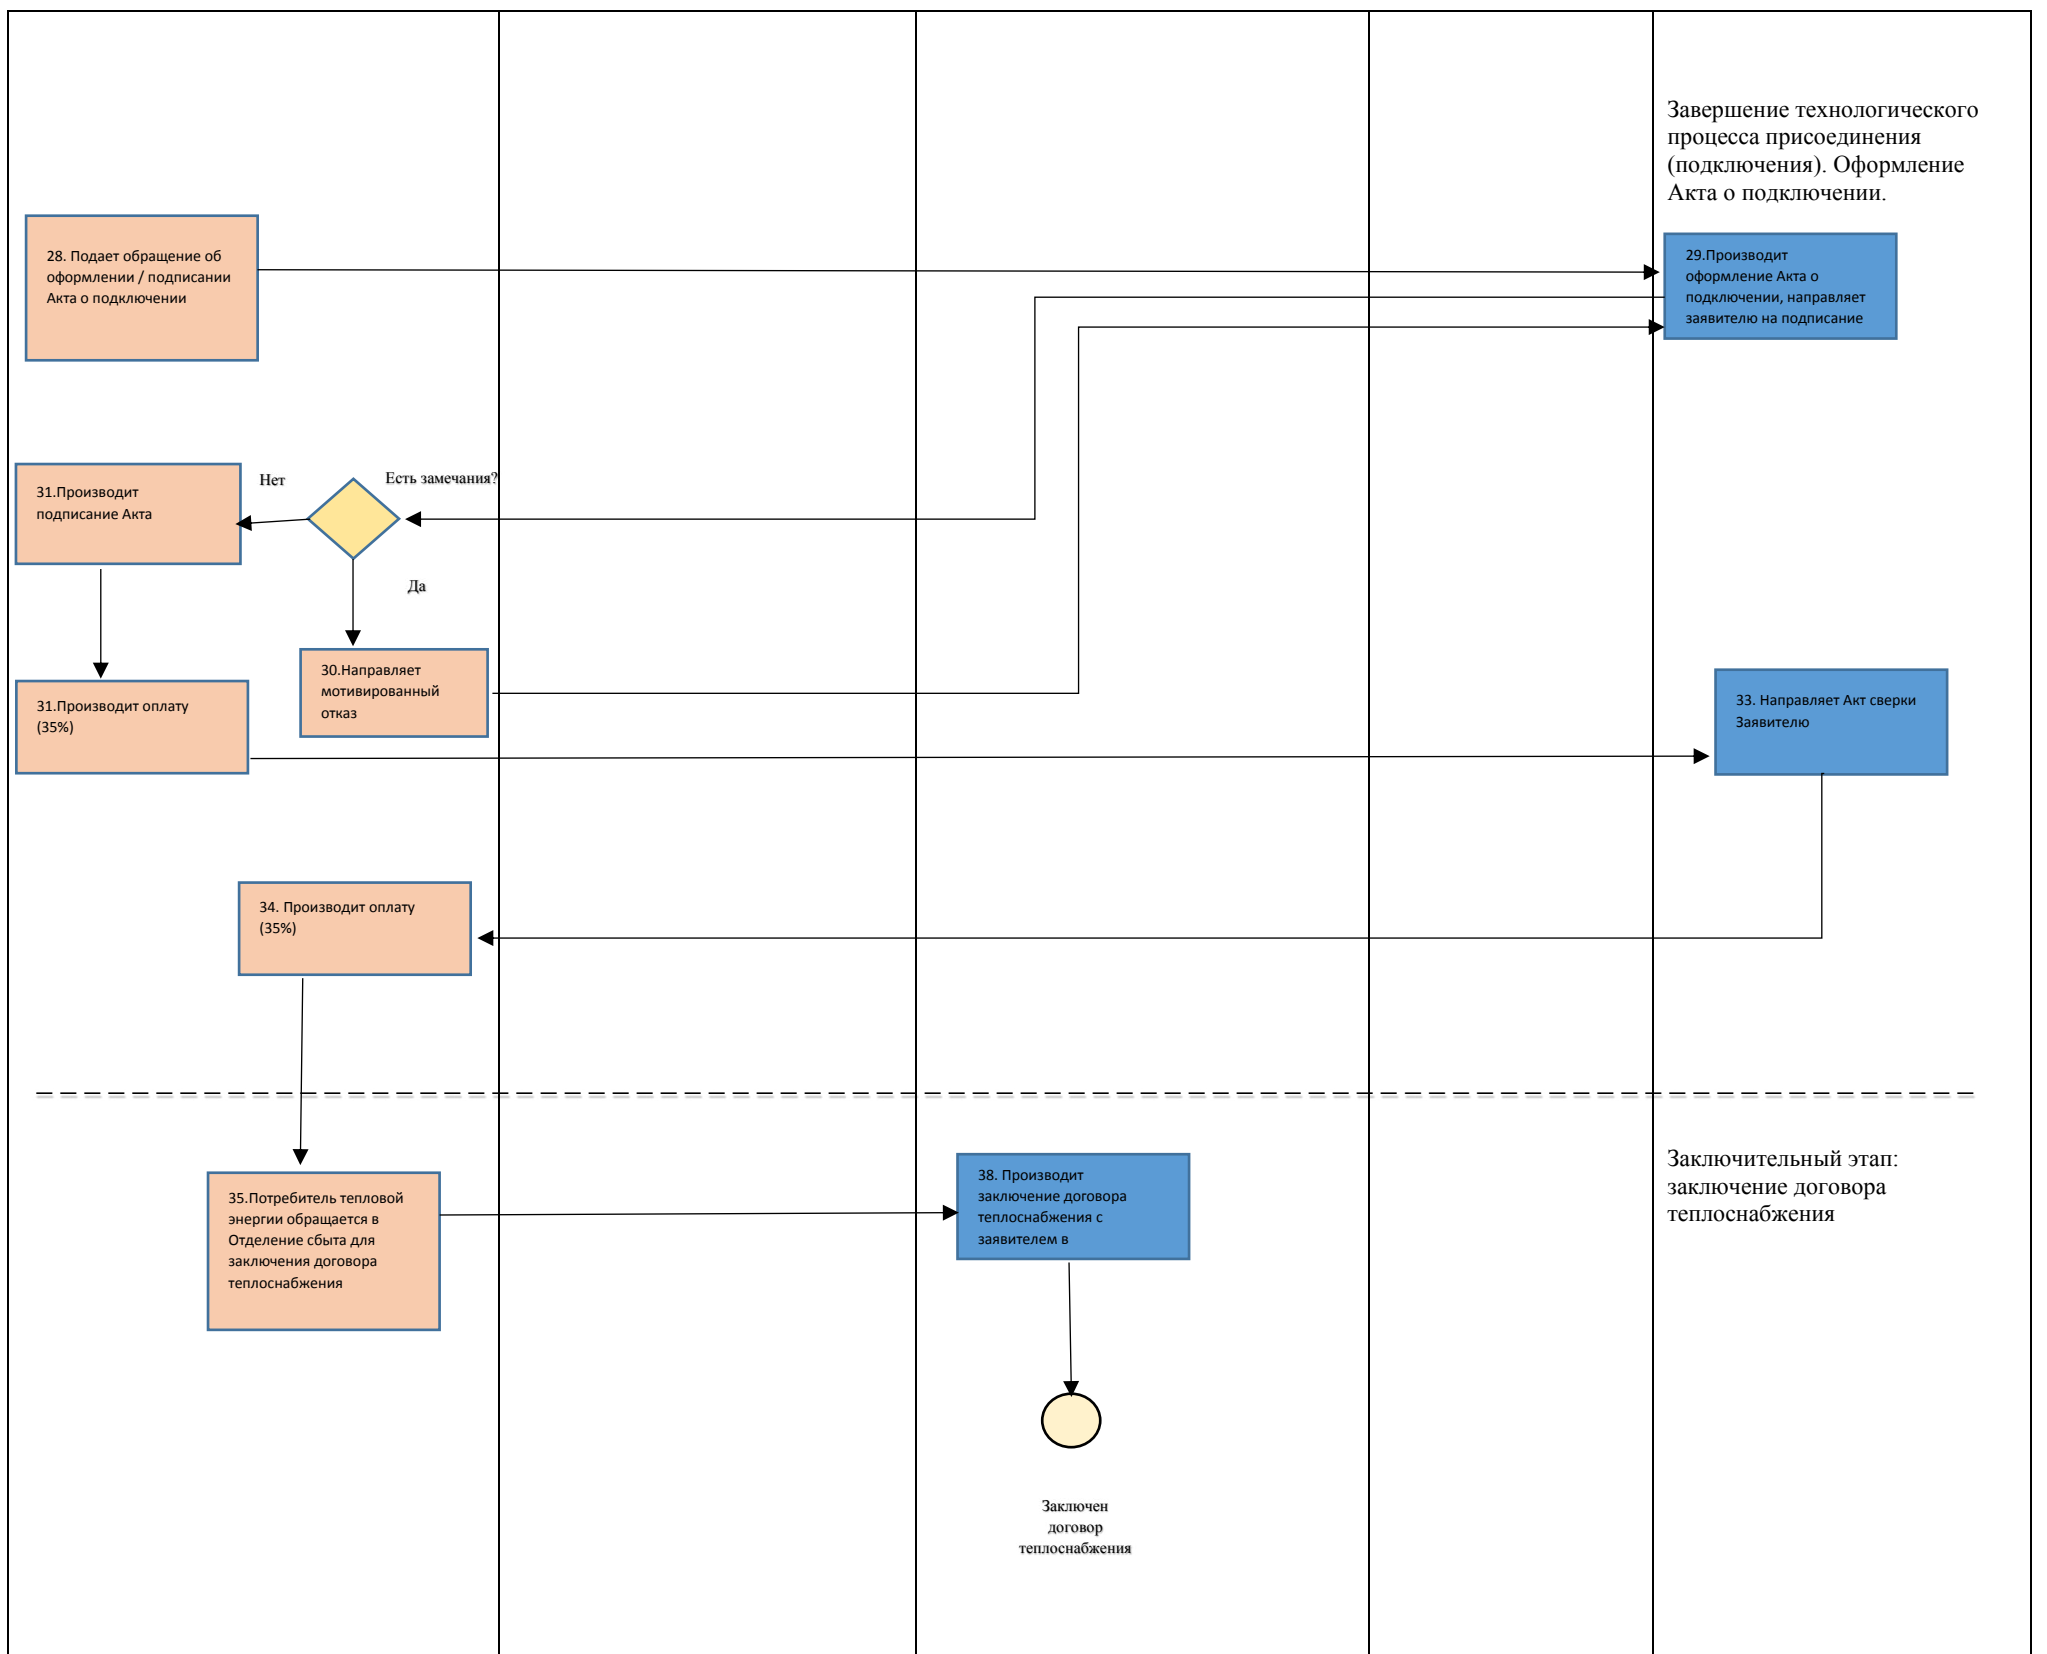 Завершение технологического
процесса присоединения
(подключения). Оформление
Акта о подключении.
28. Подает обращение об
оформлении / подписании
Акта о подключении
29.Производит
оформление Акта о
подключении, направляет
заявителю на подписание
31.Производит
подписание Акта
Нет
Есть замечания?
Да
30.Направляет
мотивированный
отказ
31.Производит оплату
(35%)
33. Направляет Акт сверки
Заявителю
34. Производит оплату
(35%)
35.Потребитель тепловой
энергии обращается в
Отделение сбыта для
заключения договора
теплоснабжения
38. Производит
заключение договора
теплоснабжения с
заявителем в
Заключительный этап:
заключение договора
теплоснабжения
Заключен
договор
теплоснабжения